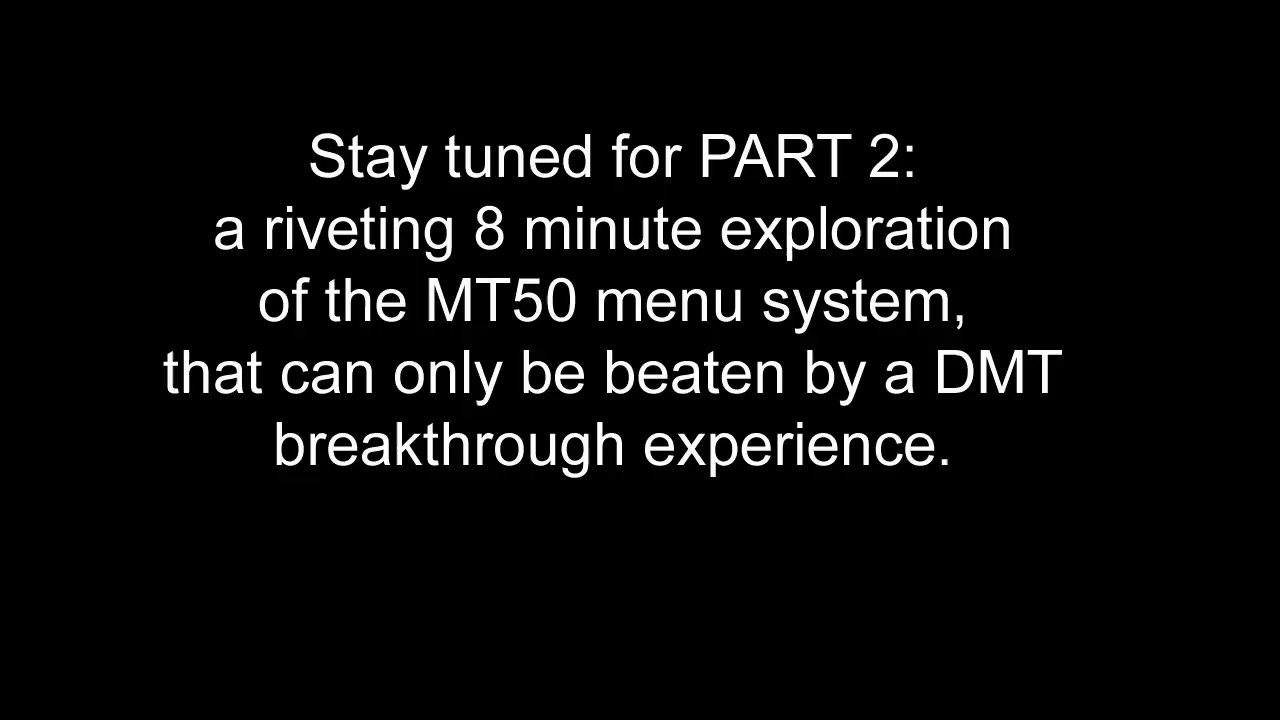 Stay tuned for PART 2:
a riveting 8 minute exploration
of the MT50 menu system,
that can only be beaten by a DMT
breakthrough experience.